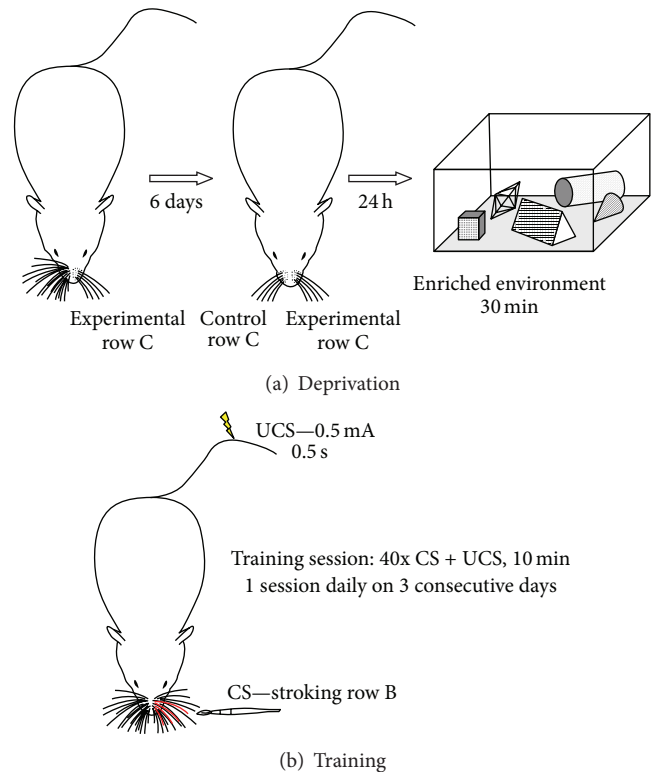 6 days
24 h
Enriched environment
30 min
Experimental
row C
Control
row C
Experimental
row C
(a) Deprivation
UCS—0.5 mA
0.5 s
Training session: 40x CS + UCS, 10 min
1 session daily on 3 consecutive days
CS—stroking row B
(b) Training